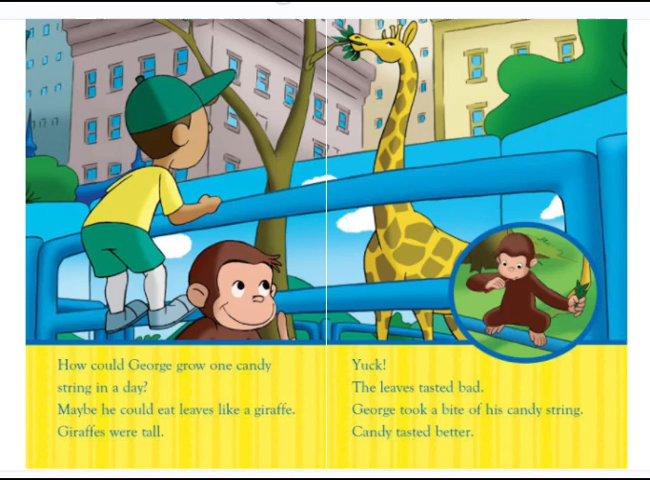 How could George grow one candy
string in a day?
Maybe he could eat leaves like a giraffe.
Giraffes were tall.
Yuck!
The leaves tasted bad.
George took a bite of his candy string.
Candy tasted better.